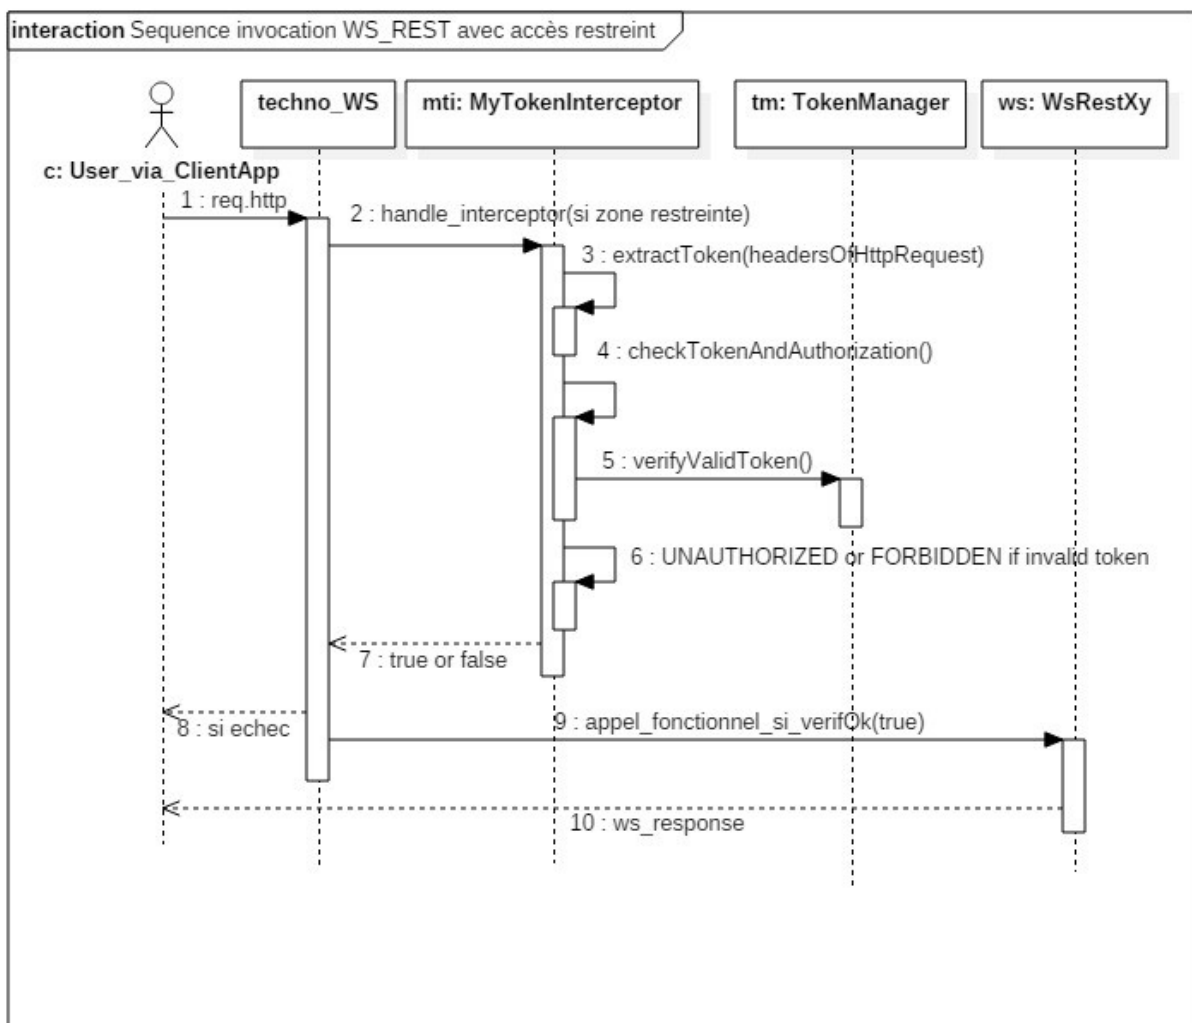 interaction Sequence invocation WS_REST avec accès restreint
techno_WS
mti: MyTokenInterceptor
tm: TokenManager
ws: WsRestXy
c: User_via_ClientApp
1 : req.http
2 : handle_interceptor(si zone restreinte)
3 : extractToken(headersOfHttpRequest)
4 : checkTokenAndAuthorization()
5 : verifyValidToken()
6 : UNAUTHORIZED or FORBIDDEN if invalid token
7 : true or false
8 : si echec
9 : appel_fonctionnel_si_verifOk(true)
10 : ws_response